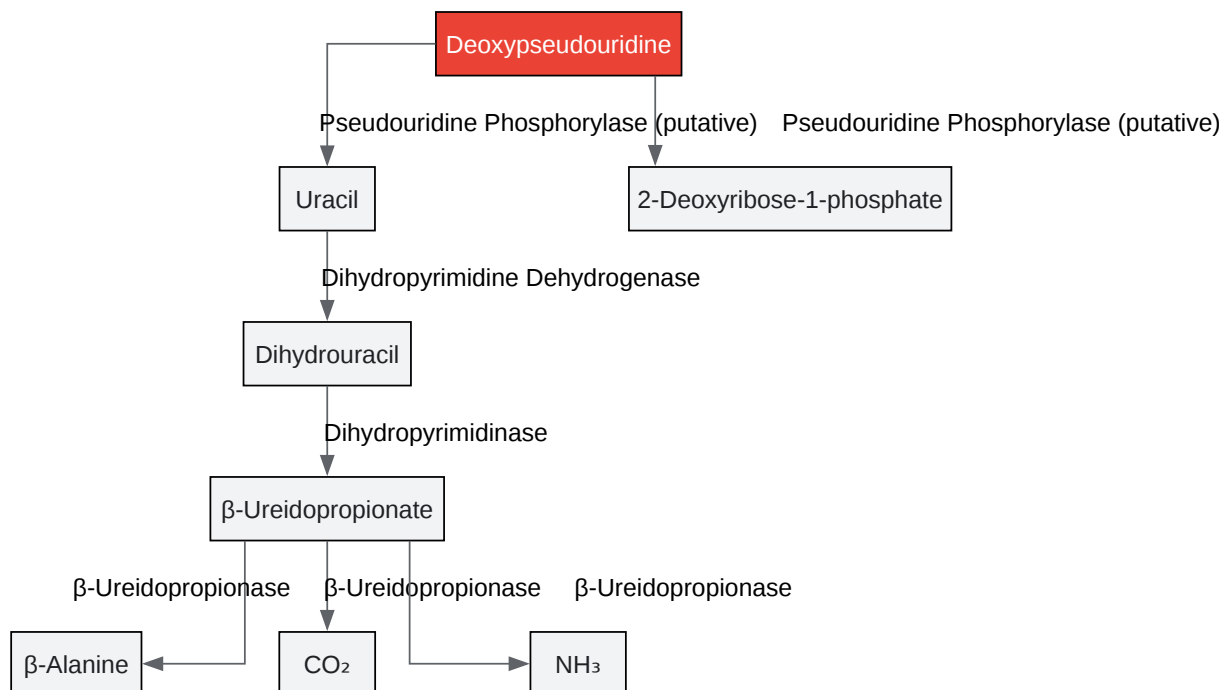 Deoxypseudouridine
Pseudouridine Phosphorylase (putative)
Pseudouridine Phosphorylase (putative)
Uracil
2-Deoxyribose-1-phosphate
Dihydropyrimidine Dehydrogenase
Dihydrouracil
Dihydropyrimidinase
β-Ureidopropionate
β-Ureidopropionase
β-Ureidopropionase
β-Ureidopropionase
β-Alanine
CO₂
NH₃